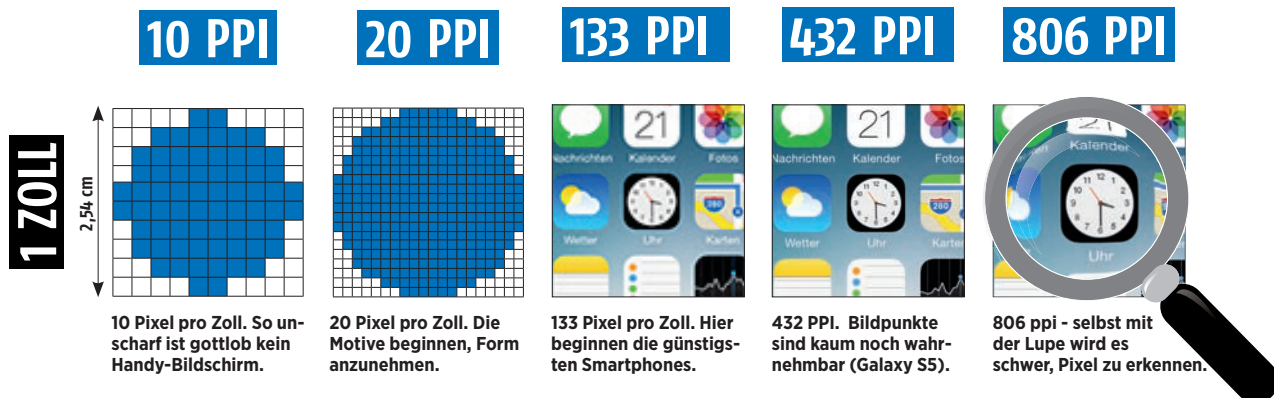 10 PPI
20 PPI
133 PPI
432 PPI
806 PPI
1 ZOLL
2,54 cm
21
Nachrichten Kalender Fotos
280
Wetter Uhr Karten
21
Nachrichten Kalender Fotos
280
Wetter Uhr Karten
21
Kalender
Uhr
10 Pixel pro Zoll. So un-
scharf ist gottlob kein
Handy-Bildschirm.
20 Pixel pro Zoll. Die
Motive beginnen, Form
anzunehmen.
133 Pixel pro Zoll. Hier
beginnen die günstigs-
ten Smartphones.
432 PPI. Bildpunkte
sind kaum noch wahr-
nehmbar (Galaxy S5).
806 ppi - selbst mit
der Lupe wird es
schwer, Pixel zu erkennen.